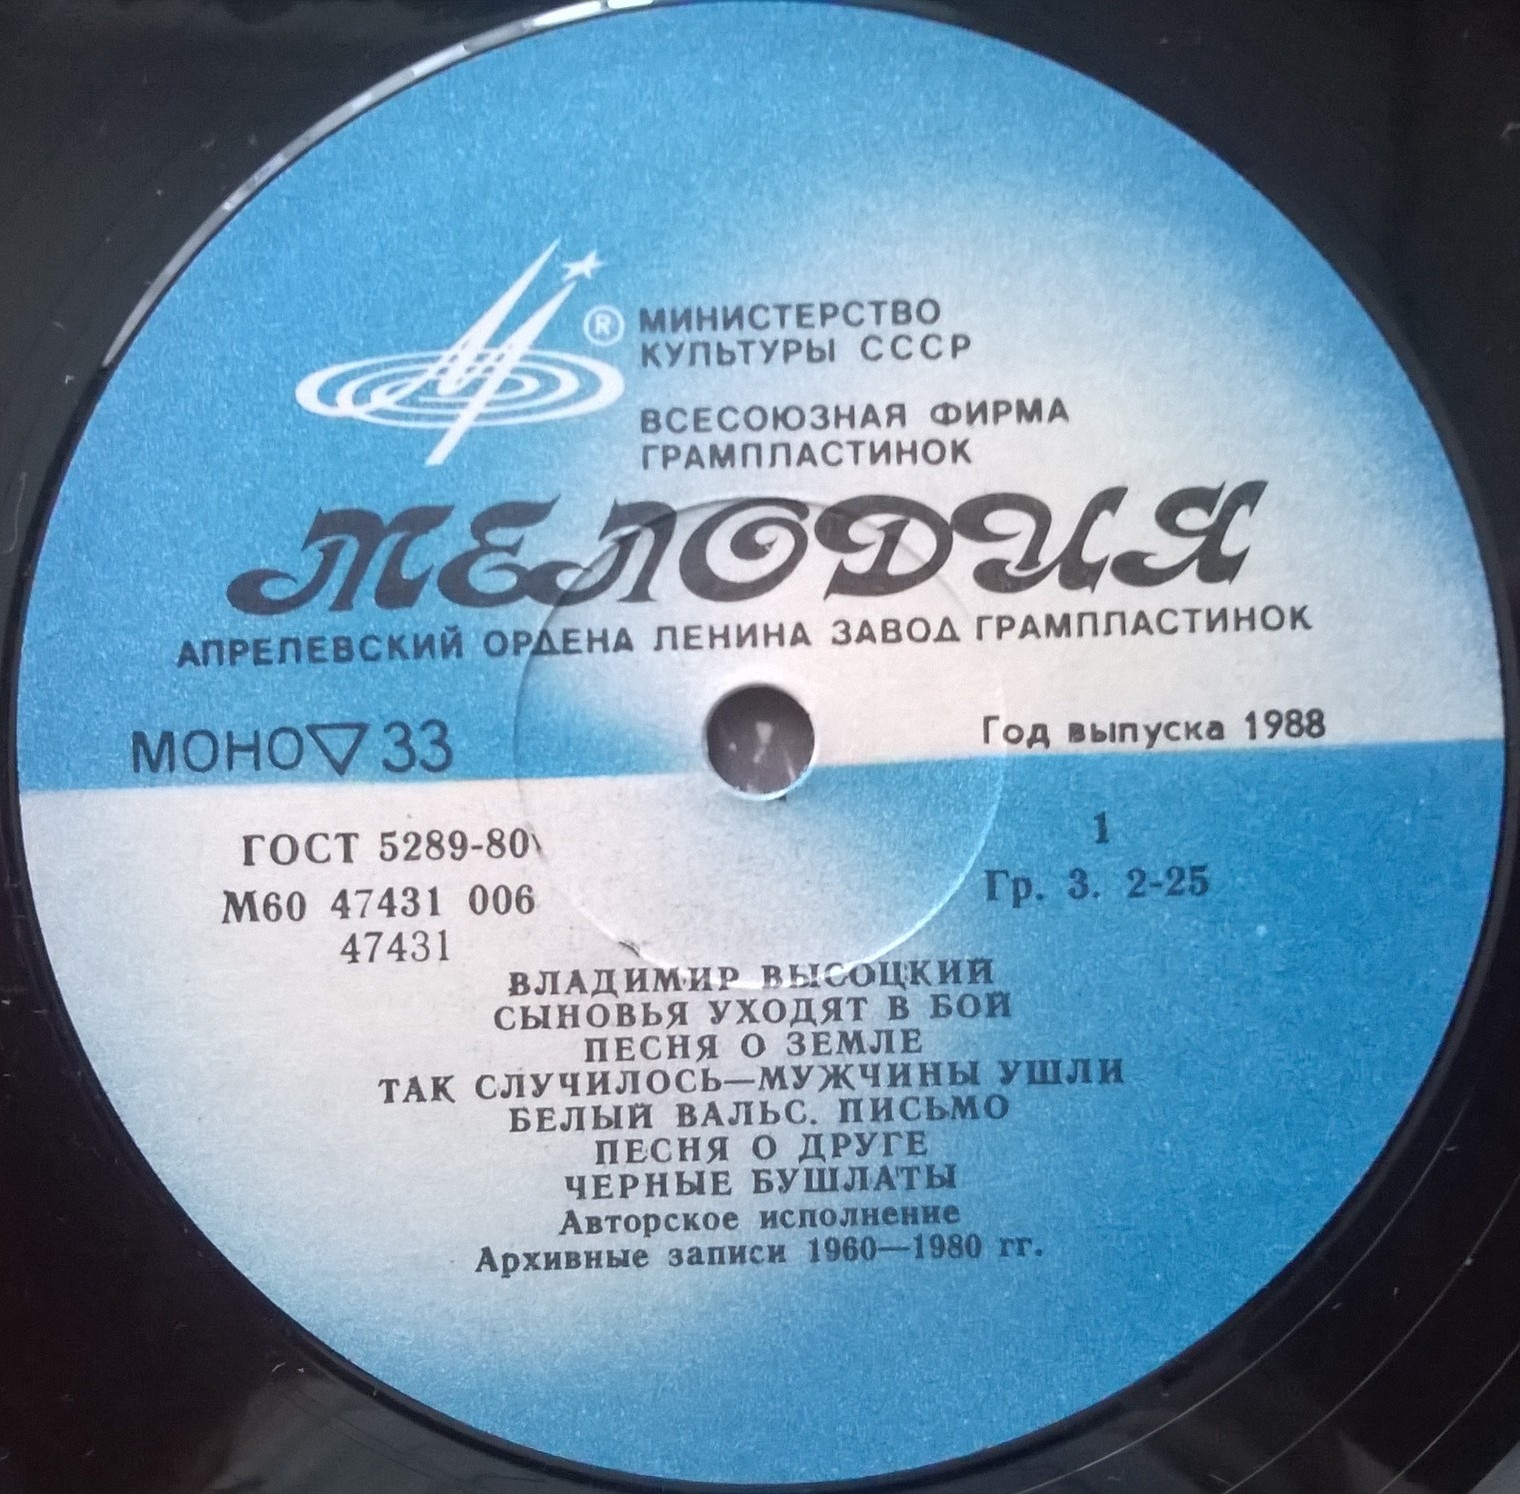 ®
МИНИСТЕРСТВО
КУЛЬТУРЫ СССР
ВСЕСОЮЗНАЯ ФИРМА
ГРАМПЛАСТИНОК
МЕЛОДИЯ
АПРЕЛЕВСКИЙ ОРДЕНА ЛЕНИНА ЗАВОД ГРАМПЛАСТИНОК
МОНО ▽ 33
Год выпуска 1988
ГОСТ 5289-80
1
М60 47431 006
Гр. 3. 2-25
47431
ВЛАДИМИР ВЫСОЦКИЙ
СЫНОВЬЯ УХОДЯТ В БОЙ
ПЕСНЯ О ЗЕМЛЕ
ТАК СЛУЧИЛОСЬ—МУЖЧИНЫ УШЛИ
БЕЛЫЙ ВАЛЬС. ПИСЬМО
ПЕСНЯ О ДРУГЕ
ЧЕРНЫЕ БУШЛАТЫ
Авторское исполнение
Архивные записи 1960—1980 гг.